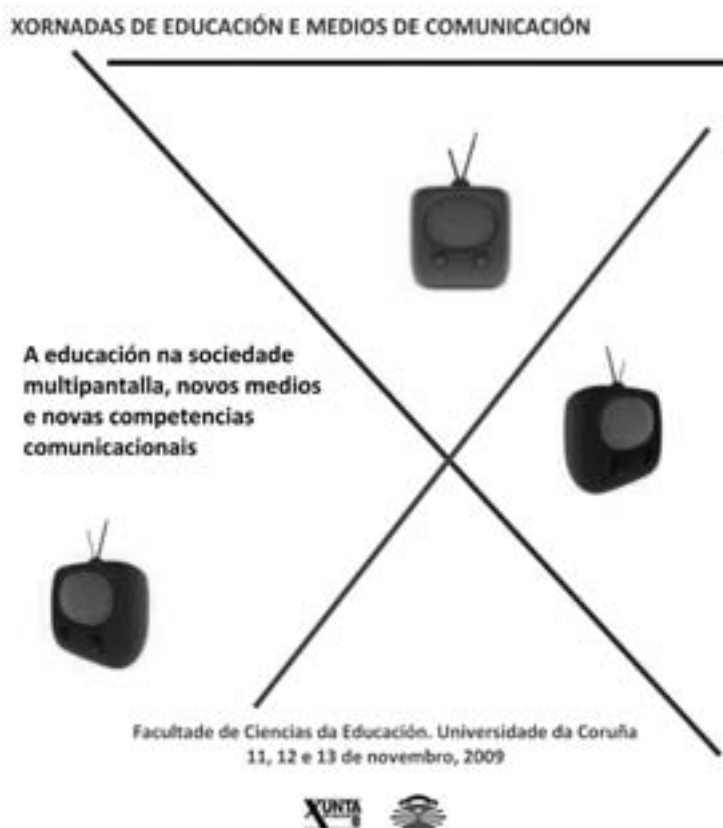 XORNADAS DE EDUCACIÓN E MEDIOS DE COMUNICACIÓN
A educación na sociedade
multipantalla, novos medios
e novas competencias
comunicacionais
Facultade de Ciencias da Educación. Universidade da Coruña
11, 12 e 13 de novembro, 2009
XUNTA